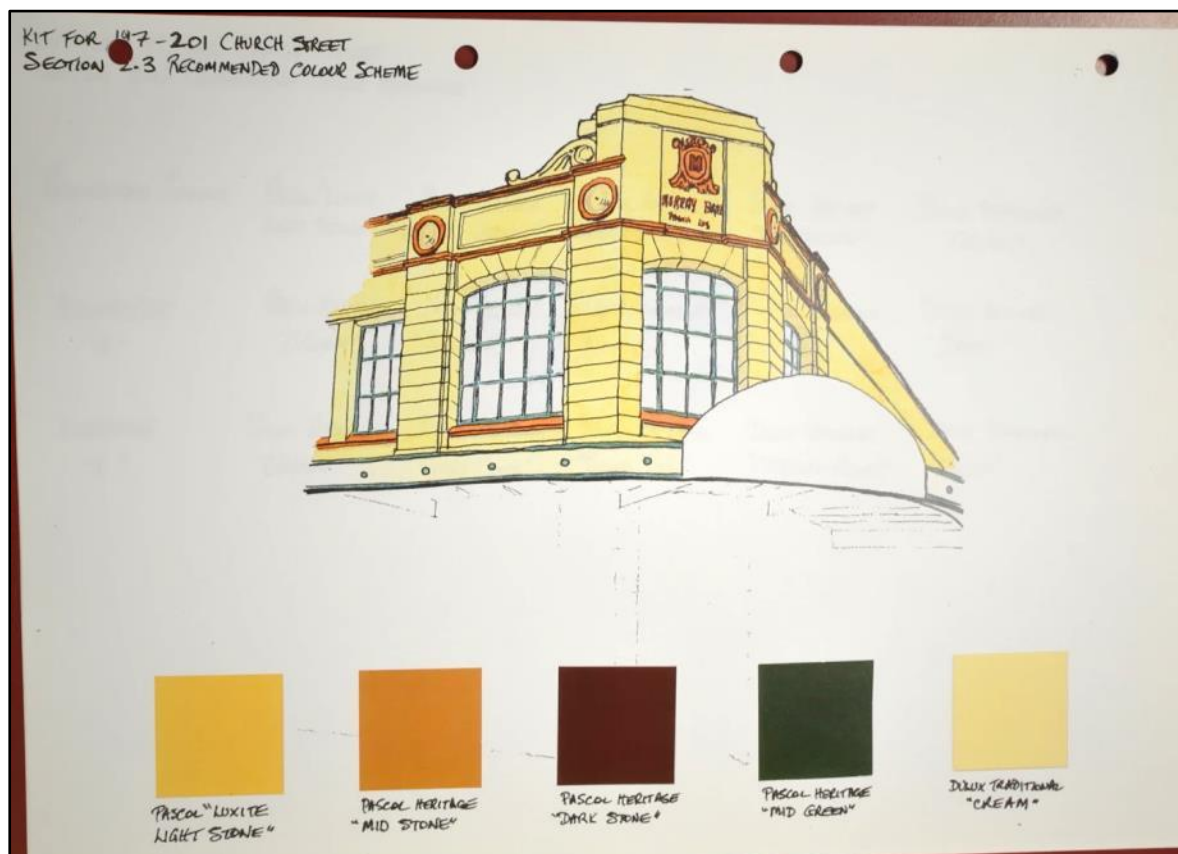 KIT FOR 197-201 CHURCH STREET
SECTION 2.3 RECOMMENDED COLOUR SCHEME
M
MURRAY BROS
PASCOL "LUXITE
LIGHT STONE"
PASCOL HERITAGE
"MID STONE"
PASCOL HERITAGE
"DARK STONE"
PASCOL HERITAGE
"MID GREEN"
DULUX TRADITIONAL
"CREAM"